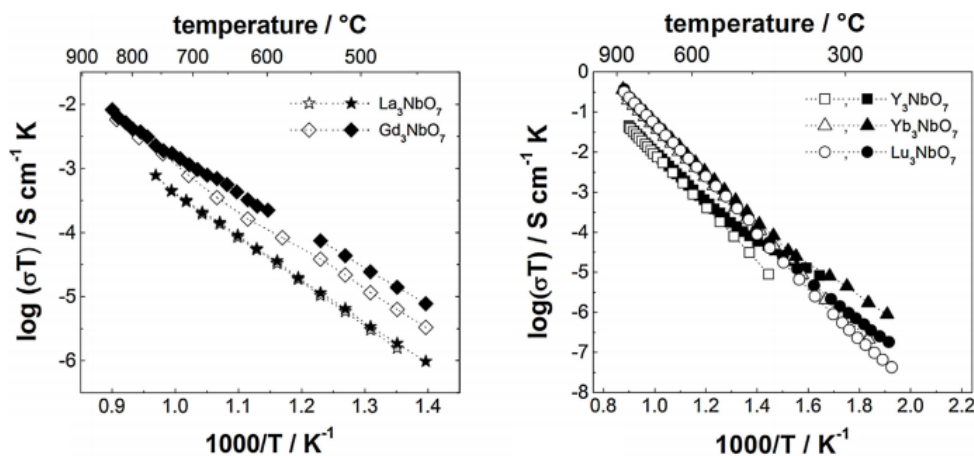 temperature / °C
900 800 700 600 500
log (σT) / S cm⁻¹ K
-2
-3
-4
-5
-6
La₃NbO₇
Gd₃NbO₇
0.9 1.0 1.1 1.2 1.3 1.4
1000/T / K⁻¹
temperature / °C
900 600 300
log(σT) / S cm⁻¹ K
0
-1
-2
-3
-4
-5
-6
-7
-8
, Y₃NbO₇
, Yb₃NbO₇
, Lu₃NbO₇
0.8 1.0 1.2 1.4 1.6 1.8 2.0 2.2
1000/T / K⁻¹